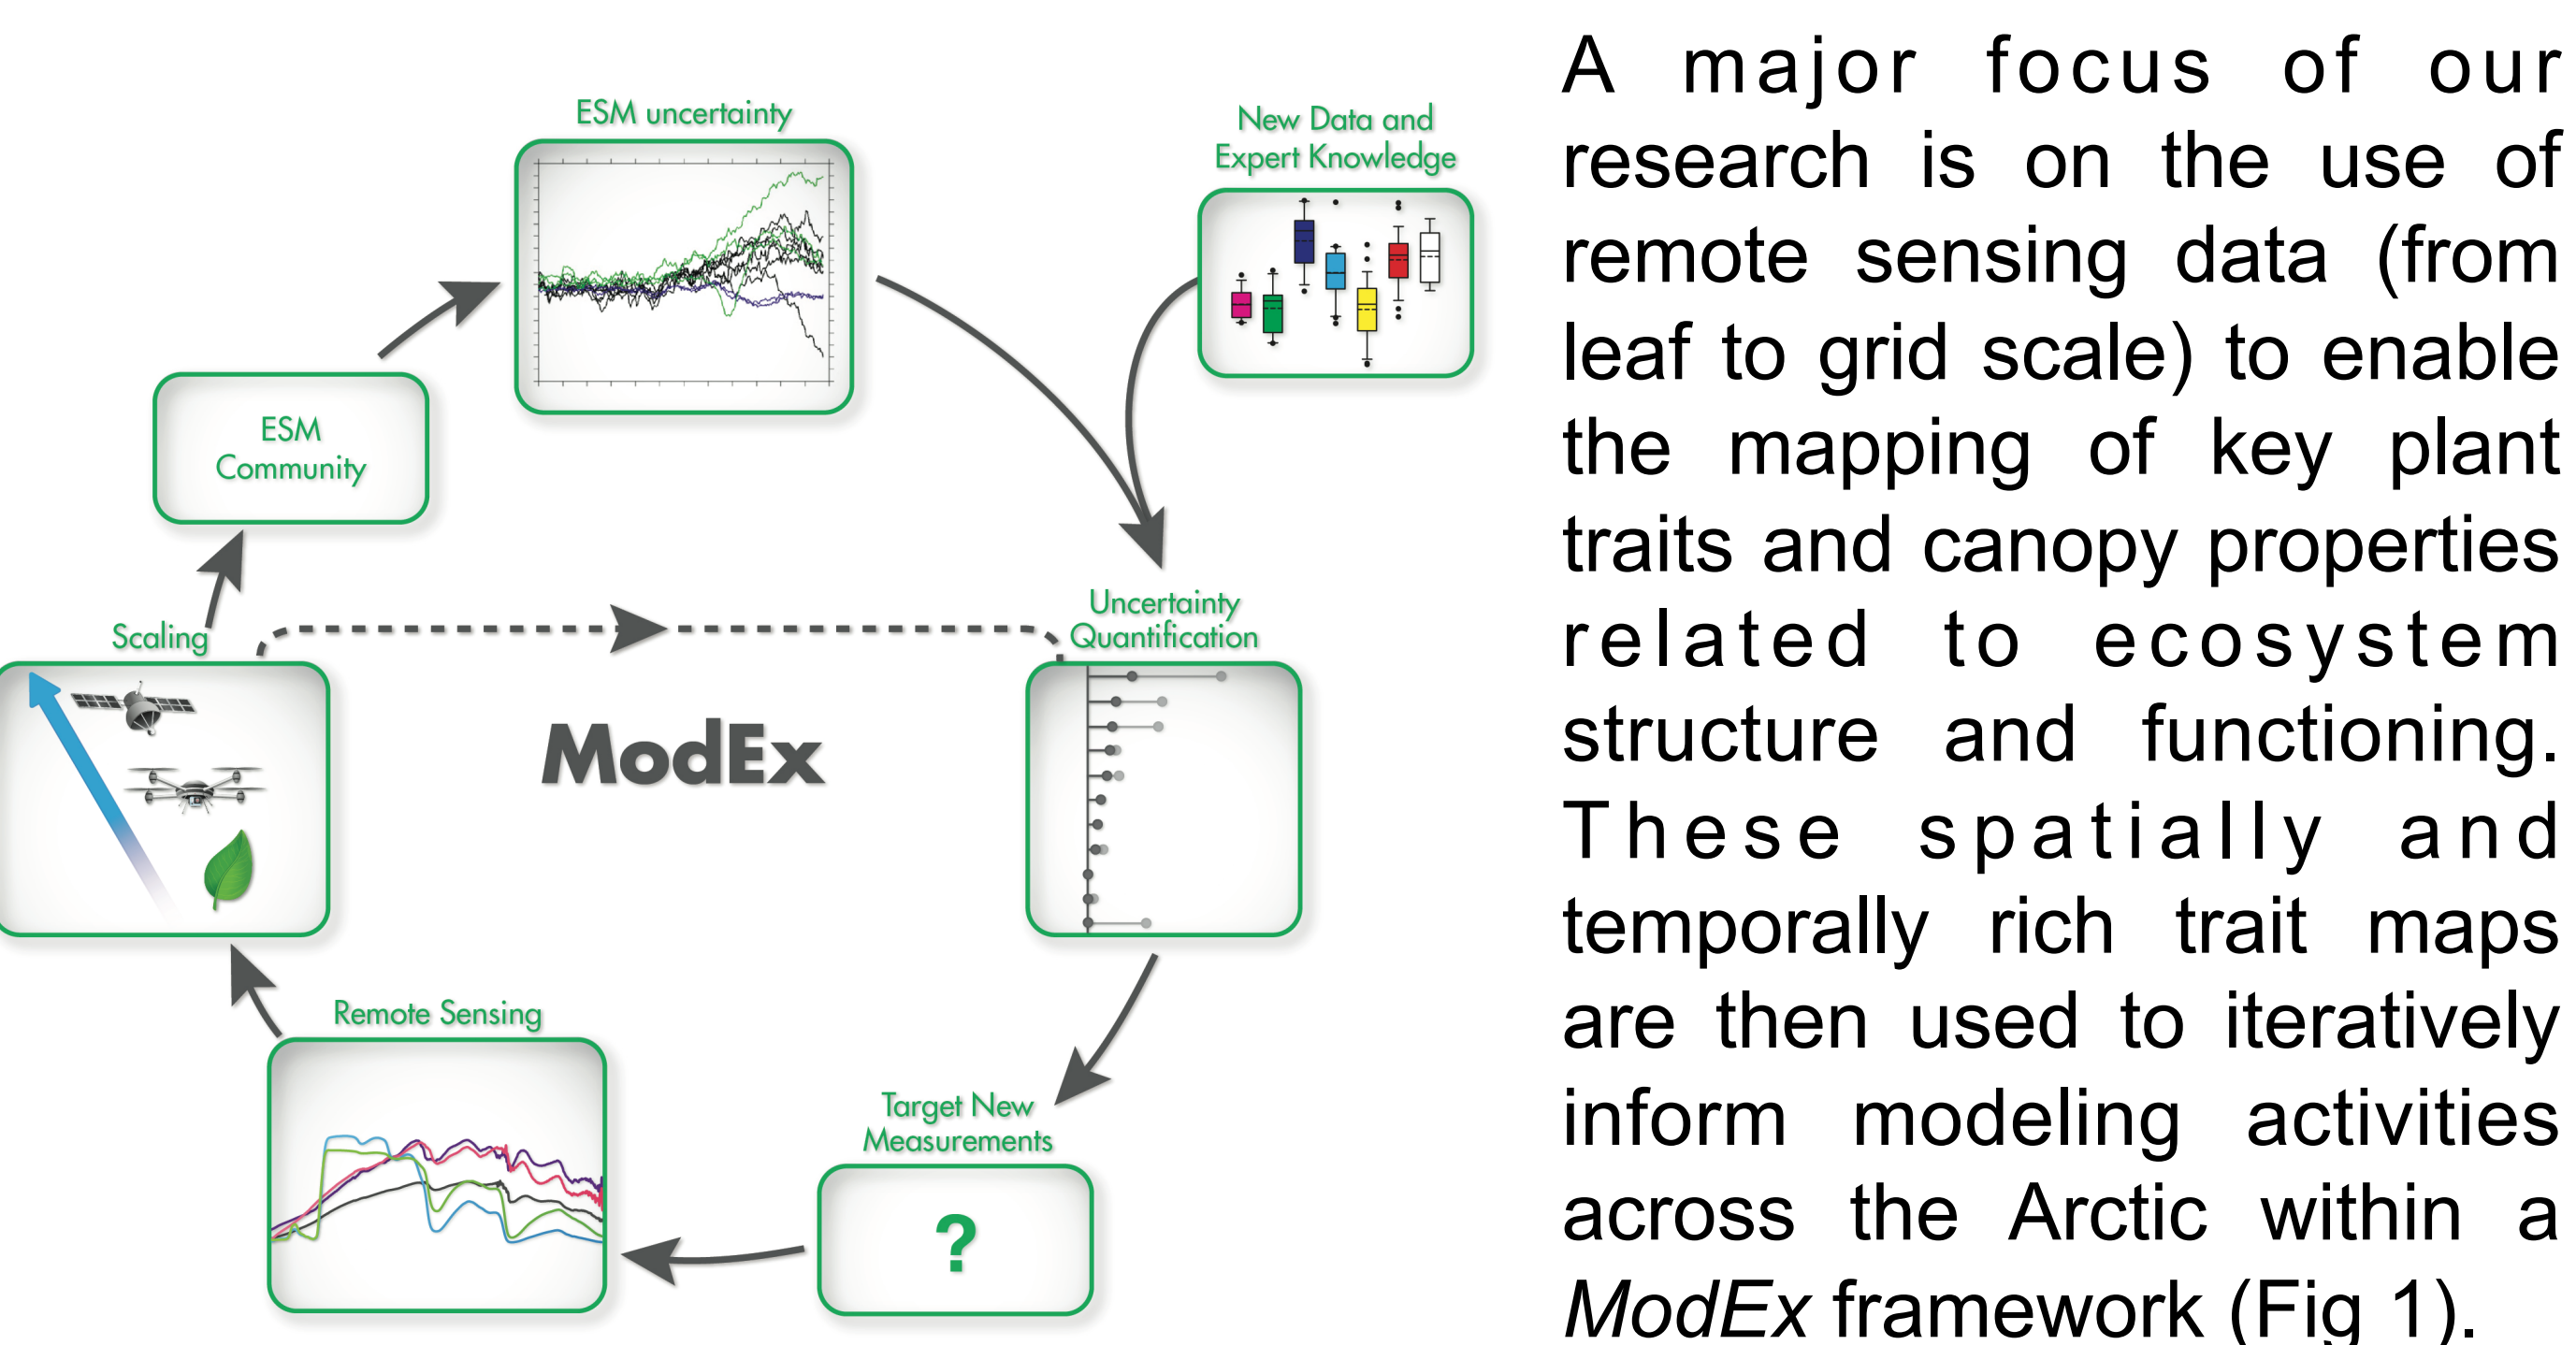 ESM uncertainty
New Data and
Expert Knowledge
ESM
Community
Uncertainty
Quantification
Scaling
ModEx
Remote Sensing
Target New
Measurements
?
A major focus of our
research is on the use of
remote sensing data (from
leaf to grid scale) to enable
the mapping of key plant
traits and canopy properties
related to ecosystem
structure and functioning.
These spatially and
temporally rich trait maps
are then used to iteratively
inform modeling activities
across the Arctic within a
ModEx framework (Fig 1).